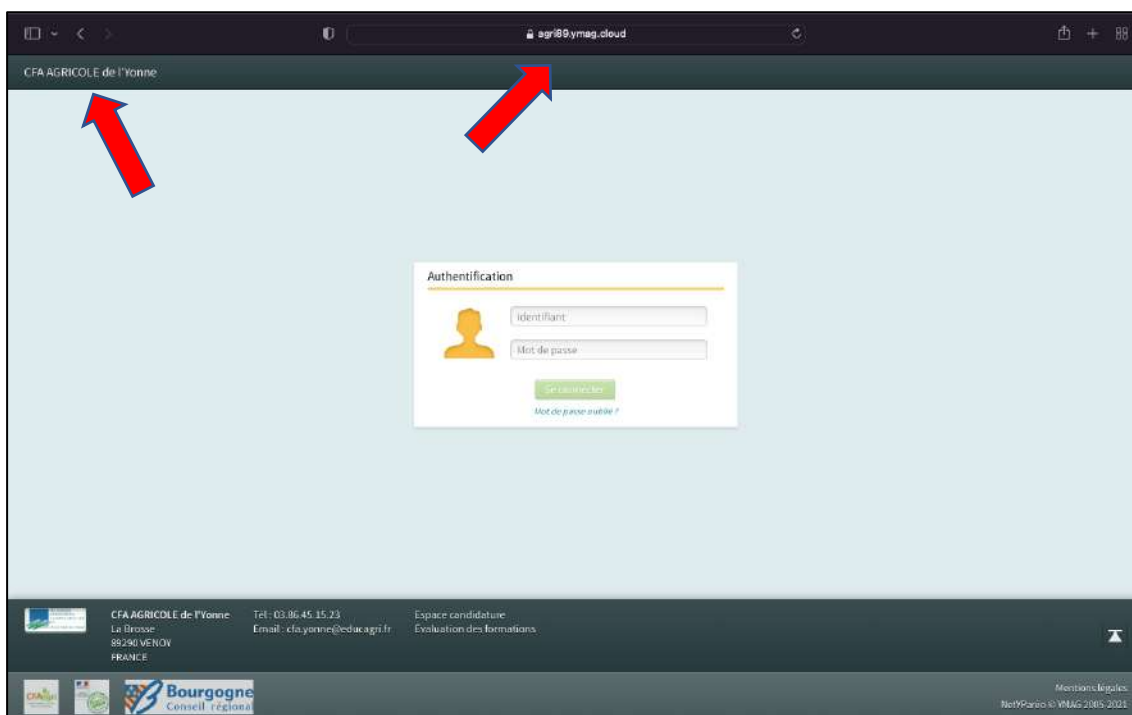 agri89.ymag.cloud
CFA AGRICOLE de l'Yonne
Authentification
Identifiant
Mot de passe
Se connecter
Mot de passe oublié ?
CFA AGRICOLE de l'Yonne
La Brosse
89290 VENOY
FRANCE
Tél : 03.86.45.15.23
Email : cfa.yonne@educagri.fr
Espace candidature
Evaluation des formations
Bourgogne
Conseil régional
Mentions légales
NetYParéo © YMAG 2005-2021